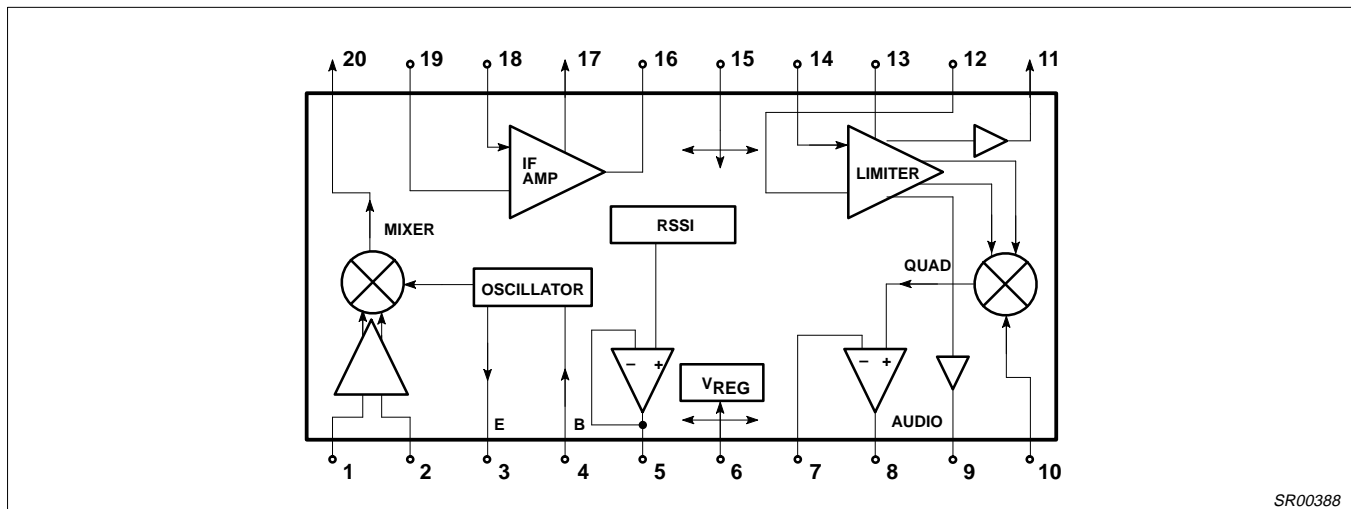 20 19 18 17 16 15 14 13 12 11
IF
AMP
LIMITER
RSSI
MIXER
QUAD
OSCILLATOR
− +
− +
VREG
E B
AUDIO
1 2 3 4 5 6 7 8 9 10
SR00388